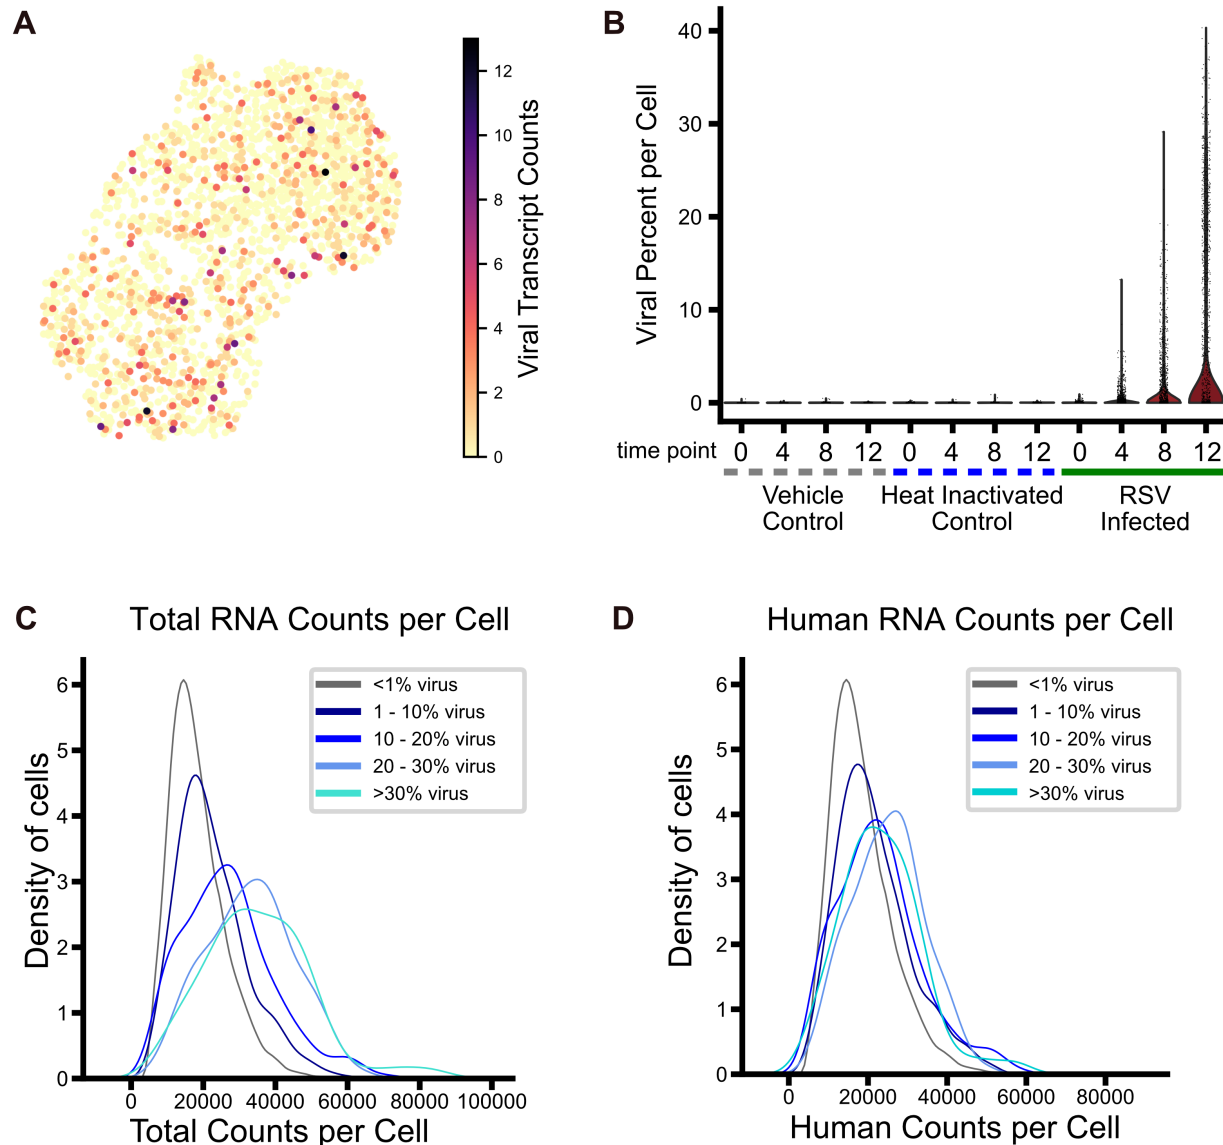 A
12
10
8
6
4
2
0
Viral Transcript Counts
B
40
30
20
10
0
Viral Percent per Cell
time point 0 4 8 12 0 4 8 12 0 4 8 12
Vehicle
Control
Heat Inactivated
Control
RSV
Infected
C
Total RNA Counts per Cell
<1% virus
1 - 10% virus
10 - 20% virus
20 - 30% virus
>30% virus
6
5
4
3
2
1
0
Density of cells
0 20000 40000 60000 80000 100000
Total Counts per Cell
D
Human RNA Counts per Cell
<1% virus
1 - 10% virus
10 - 20% virus
20 - 30% virus
>30% virus
6
5
4
3
2
1
0
Density of cells
0 20000 40000 60000 80000
Human Counts per Cell